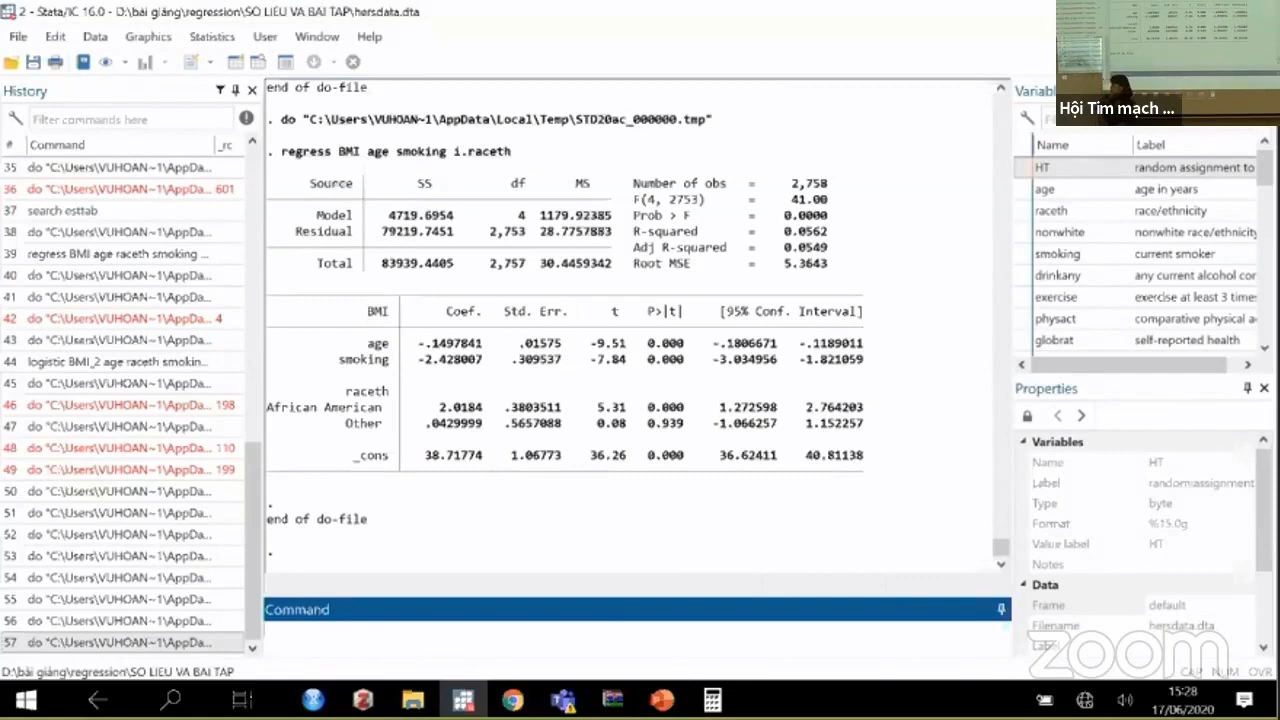 2 - Stata/IC 16.0 - D:\bài giảng\regression\SO LIEU VA BAI TAP\hersdata.dta
File Edit Data Graphics Statistics User Window Help
History
Filter commands here
# Command _rc
35 do "C:\Users\VUHOAN~1\AppDa...
36 do "C:\Users\VUHOAN~1\AppDa... 601
37 search esttab
38 do "C:\Users\VUHOAN~1\AppDa...
39 regress BMI age raceth smoking ...
40 do "C:\Users\VUHOAN~1\AppDa...
41 do "C:\Users\VUHOAN~1\AppDa...
42 do "C:\Users\VUHOAN~1\AppDa... 4
43 do "C:\Users\VUHOAN~1\AppDa...
44 logistic BMI_2 age raceth smokin...
45 do "C:\Users\VUHOAN~1\AppDa...
46 do "C:\Users\VUHOAN~1\AppDa... 198
47 do "C:\Users\VUHOAN~1\AppDa...
48 do "C:\Users\VUHOAN~1\AppDa... 110
49 do "C:\Users\VUHOAN~1\AppDa... 199
50 do "C:\Users\VUHOAN~1\AppDa...
51 do "C:\Users\VUHOAN~1\AppDa...
52 do "C:\Users\VUHOAN~1\AppDa...
53 do "C:\Users\VUHOAN~1\AppDa...
54 do "C:\Users\VUHOAN~1\AppDa...
55 do "C:\Users\VUHOAN~1\AppDa...
56 do "C:\Users\VUHOAN~1\AppDa...
57 do "C:\Users\VUHOAN~1\AppDa...
end of do-file
. do "C:\Users\VUHOAN~1\AppData\Local\Temp\STD20ac_000000.tmp"
. regress BMI age smoking i.raceth
Source SS df MS Number of obs = 2,758
F(4, 2753) = 41.00
Model 4719.6954 4 1179.92385 Prob > F = 0.0000
Residual 79219.7451 2,753 28.7757883 R-squared = 0.0562
Adj R-squared = 0.0549
Total 83939.4405 2,757 30.4459342 Root MSE = 5.3643
BMI Coef. Std. Err. t P>|t| [95% Conf. Interval]
age -.1497841 .01575 -9.51 0.000 -.1806671 -.1189011
smoking -2.428007 .309537 -7.84 0.000 -3.034956 -1.821059
raceth
African American 2.0184 .3803511 5.31 0.000 1.272598 2.764203
Other .0429999 .5657088 0.08 0.939 -1.066257 1.152257
_cons 38.71774 1.06773 36.26 0.000 36.62411 40.81138
.
end of do-file
.
Command
Variab
Hội Tim mạch ...
Name Label
HT random assignment to
age age in years
raceth race/ethnicity
nonwhite nonwhite race/ethnicity
smoking current smoker
drinkany any current alcohol con
exercise exercise at least 3 times
physact comparative physical a
globrat self-reported health
Properties
Variables
Name HT
Label random assignment
Type byte
Format %15.0g
Value label HT
Notes
Data
Frame default
Filename hersdata.dta
Label
zoom
D:\bài giảng\regression\SO LIEU VA BAI TAP
CAP NUM OVR
15:28
17/06/2020